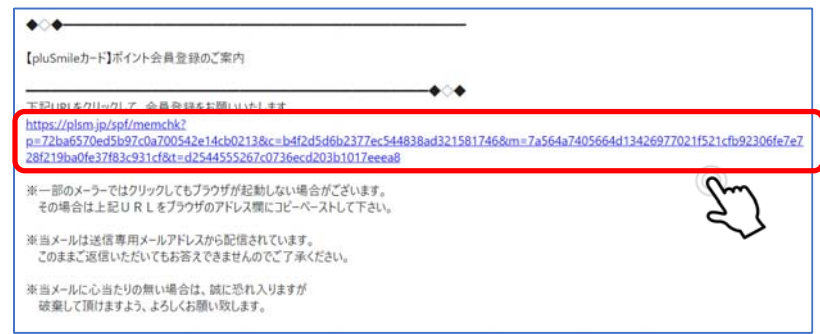 ◆◇◆━━━━━━━━━━━━━━━━━━━━━━━━━━━
【pluSmileカード】ポイント会員登録のご案内
━━━━━━━━━━━━━━━━━━━━━━━━━━━◆◇◆
下記URLをクリックして、会員登録をお願いいたします
https://plsm.jp/spf/memchk?
p=72ba6570ed5b97c0a700542e14cb0213&c=b4f2d5d6b2377ec544838ad321581746&m=7a564a7405664d13426977021f521cfb92306fe7e7
28f219ba0fe37f83c931cf&t=d2544555267c0736ecd203b1017eeea8
※一部のメーラーではクリックしてもブラウザが起動しない場合がございます。
その場合は上記ＵＲＬをブラウザのアドレス欄にコピーペーストして下さい。
※当メールは送信専用メールアドレスから配信されています。
このままご返信いただいてもお答えできませんのでご了承ください。
※当メールに心当たりの無い場合は、誠に恐れ入りますが
破棄して頂けますよう、よろしくお願い致します。